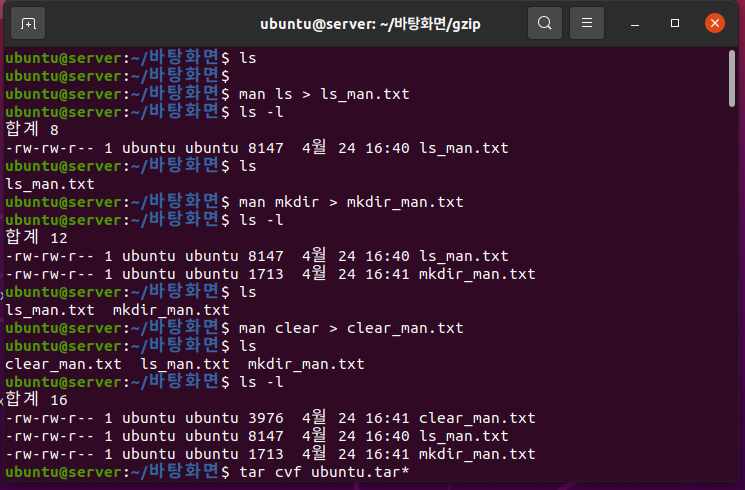 ubuntu@server: ~/바탕화면/gzip
ubuntu@server:~/바탕화면$ ls
ubuntu@server:~/바탕화면$
ubuntu@server:~/바탕화면$ man ls > ls_man.txt
ubuntu@server:~/바탕화면$ ls -l
합계 8
-rw-rw-r-- 1 ubuntu ubuntu 8147  4월 24 16:40 ls_man.txt
ubuntu@server:~/바탕화면$ ls
ls_man.txt
ubuntu@server:~/바탕화면$ man mkdir > mkdir_man.txt
ubuntu@server:~/바탕화면$ ls -l
합계 12
-rw-rw-r-- 1 ubuntu ubuntu 8147  4월 24 16:40 ls_man.txt
-rw-rw-r-- 1 ubuntu ubuntu 1713  4월 24 16:41 mkdir_man.txt
ubuntu@server:~/바탕화면$ ls
ls_man.txt  mkdir_man.txt
ubuntu@server:~/바탕화면$ man clear > clear_man.txt
ubuntu@server:~/바탕화면$ ls
clear_man.txt  ls_man.txt  mkdir_man.txt
ubuntu@server:~/바탕화면$ ls -l
합계 16
-rw-rw-r-- 1 ubuntu ubuntu 3976  4월 24 16:41 clear_man.txt
-rw-rw-r-- 1 ubuntu ubuntu 8147  4월 24 16:40 ls_man.txt
-rw-rw-r-- 1 ubuntu ubuntu 1713  4월 24 16:41 mkdir_man.txt
ubuntu@server:~/바탕화면$ tar cvf ubuntu.tar*